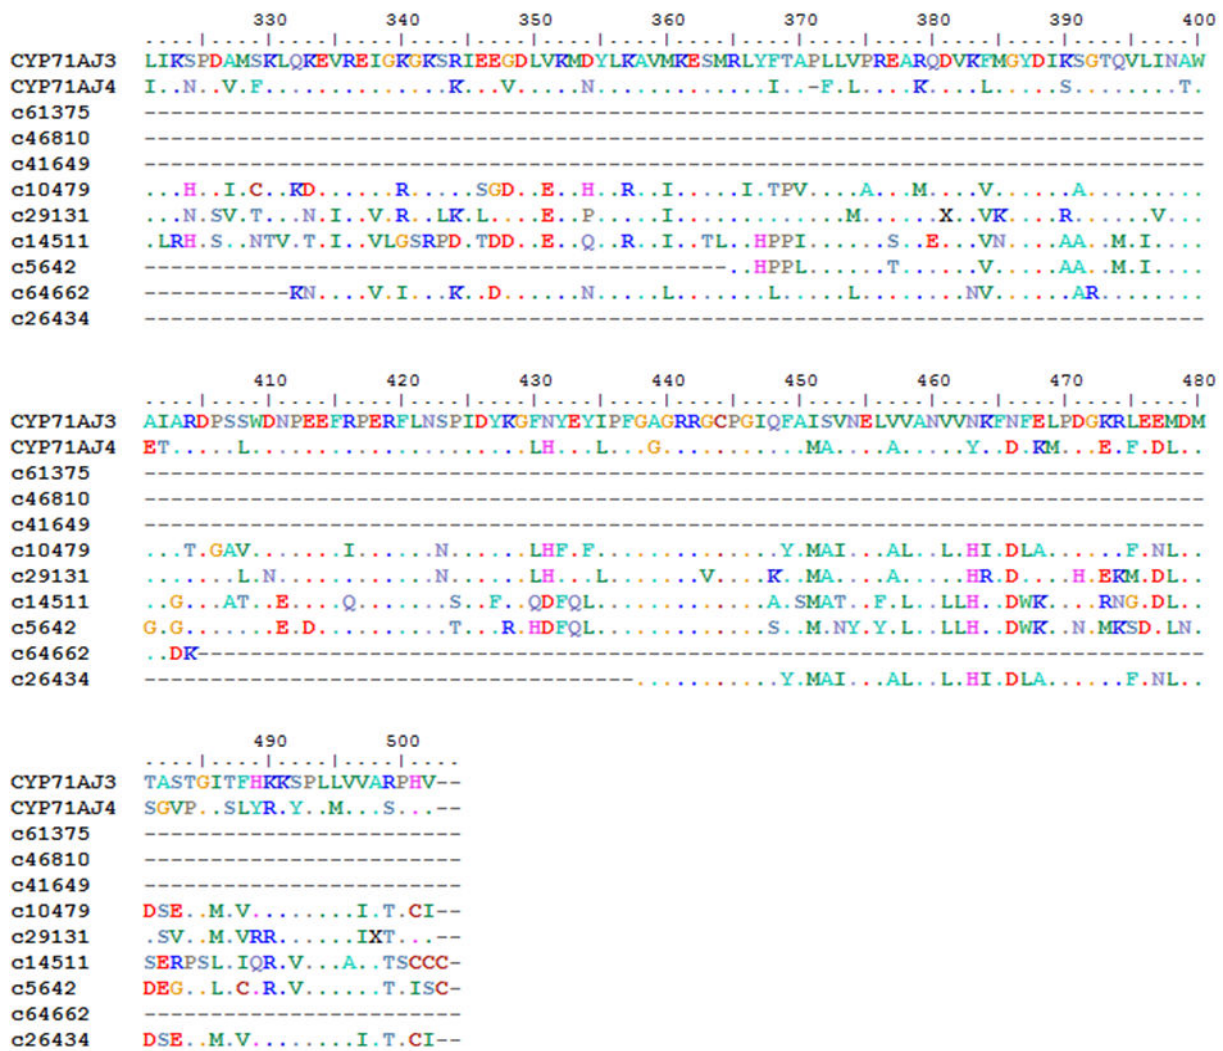 330 340 350 360 370 380 390 400
CYP71AJ3 LIKSPDAMSKLQKEVREIGKGKSRIEEGDLVKMDYLKAVMKESMRLYFTAPLLVPREARQDVKFMGYDIKSGTQVLINAW
CYP71AJ4 I..N..V.F..............K...V.....N.............I..-F.L....K....L.....S........T.
c61375 --------------------------------------------------------------------------------
c46810 --------------------------------------------------------------------------------
c41649 --------------------------------------------------------------------------------
c10479 ...H..I.C..KD......R.....SGD..E..H..R..I.....I.TPV....A...M....V......A.........
c29131 ...N.SV.T...N.I..V.R..LK.L....E..P.....I.............M......X..VK....R......V...
c14511 .LRH.S..NTV.T.I..VLGSRPD.TDD..E..Q..R..I..TL..HPPI......S..E...VN....AA..M.I....
c5642 --------------------------------------------..HPPL......T......V.....AA..M.I....
c64662 -----------KN....V.I...K..D......N.....L.......L.....L........NV......AR........
c26434 --------------------------------------------------------------------------------
410 420 430 440 450 460 470 480
CYP71AJ3 AIARDPSSWDNPEEFRPERFLNSPIDYKGFNYEYIPFGAGRRGCPGIQFAISVNELVVANVVNKFNFELPDGKRLEEMDM
CYP71AJ4 ET.....L.....................LH...L...G...........MA....A.....Y..D.KM...E.F.DL..
c61375 --------------------------------------------------------------------------------
c46810 --------------------------------------------------------------------------------
c41649 --------------------------------------------------------------------------------
c10479 ...T.GAV.......I......N......LHF.F..............Y.MAI...AL..L.HI.DLA......F.NL..
c29131 .......L.N............N......LH...L.......V....K..MA....A.....HR.D....H.EKM.DL..
c14511 ..G...AT..E....Q.......S..F..QDFQL.............A.SMAT..F.L..LLH..DWK....RNG.DL..
c5642 G.G.......E.D..........T...R.HDFQL.............S..M.NY.Y.L..LLH..DWK..N.MKSD.LN.
c64662 ..DK----------------------------------------------------------------------------
c26434 -------------------------------------...........Y.MAI...AL..L.HI.DLA......F.NL..
490 500
CYP71AJ3 TASTGITFHKKSPLLVVARPHV--
CYP71AJ4 SGVP..SLYR.Y..M...S...--
c61375 ------------------------
c46810 ------------------------
c41649 ------------------------
c10479 DSE..M.V........I.T.CI--
c29131 .SV..M.VRR......IXT...--
c14511 SERPSL.IQR.V...A..TSCCC-
c5642 DEG..L.C.R.V......T.ISC-
c64662 ------------------------
c26434 DSE..M.V........I.T.CI--